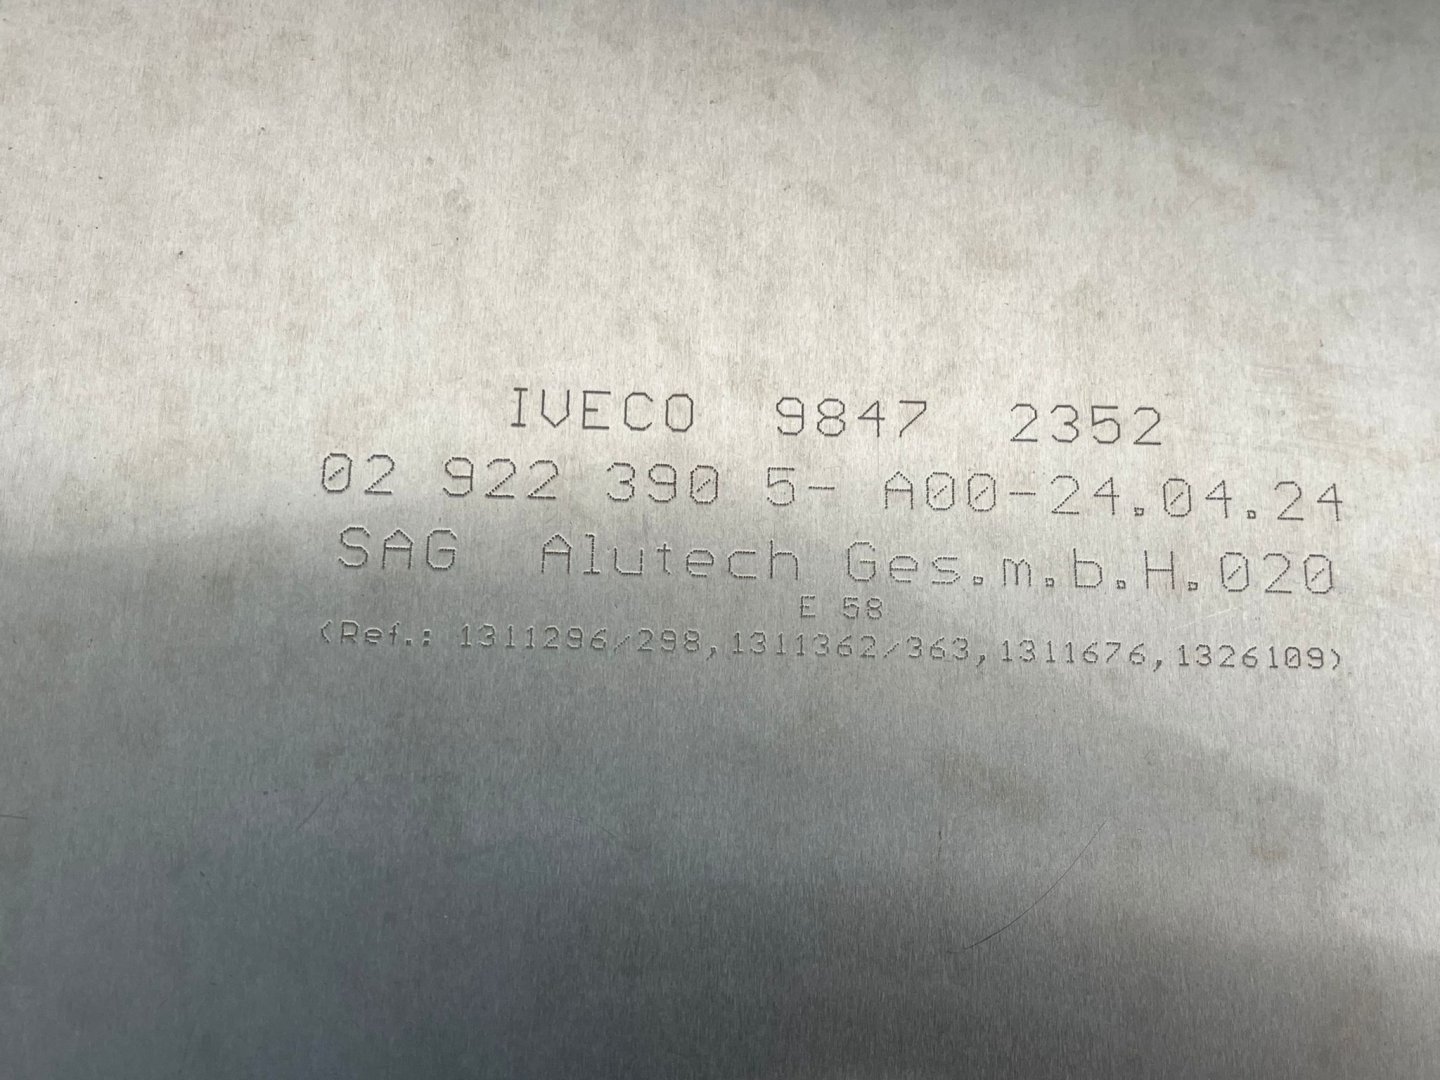 IVECO 9847 2352
02 922 390 5- A00-24.04.24
SAG Alutech Ges.m.b.H.020
E 58
(Ref.: 1311296/298,1311362/363,1311676,1326109)